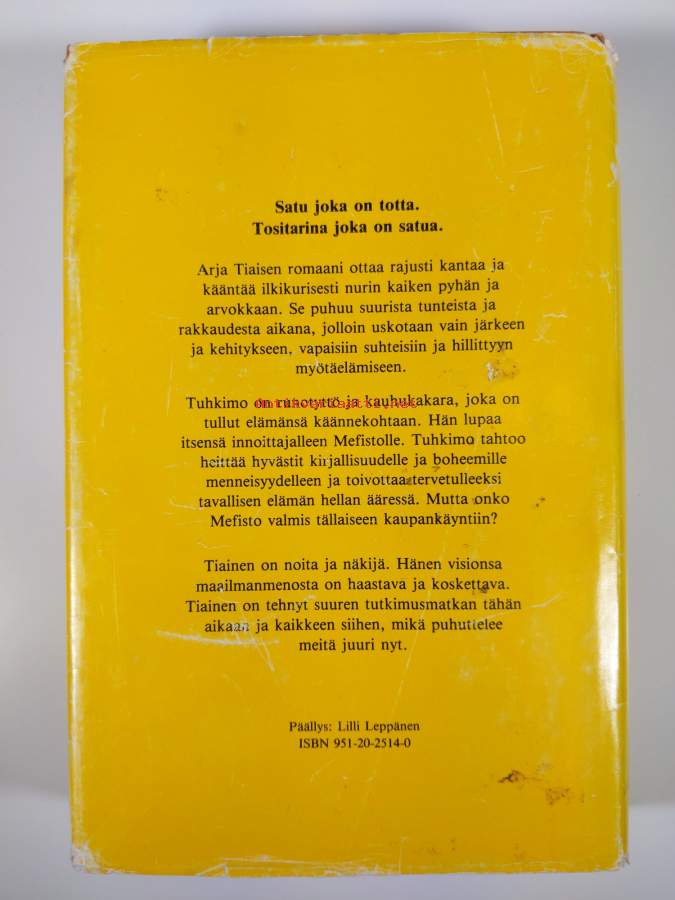 Satu joka on totta.
Tositarina joka on satua.
Arja Tiaisen romaani ottaa rajusti kantaa ja
kääntää ilkikurisesti nurin kaiken pyhän ja
arvokkaan. Se puhuu suurista tunteista ja
rakkaudesta aikana, jolloin uskotaan vain järkeen
ja kehitykseen, vapaisiin suhteisiin ja hillittyyn
myötäelämiseen.
Tuhkimo on runotyttö ja kauhukakara, joka on
tullut elämänsä käännekohtaan. Hän lupaa
itsensä innoittajalleen Mefistolle. Tuhkimo tahtoo
heittää hyvästit kirjallisuudelle ja boheemille
menneisyydelleen ja toivottaa tervetulleeksi
tavallisen elämän hellan ääressä. Mutta onko
Mefisto valmis tällaiseen kaupankäyntiin?
Tiainen on noita ja näkijä. Hänen visionsa
maailmanmenosta on haastava ja koskettava.
Tiainen on tehnyt suuren tutkimusmatkan tähän
aikaan ja kaikkeen siihen, mikä puhuttelee
meitä juuri nyt.
Päällys: Lilli Leppänen
ISBN 951-20-2514-0